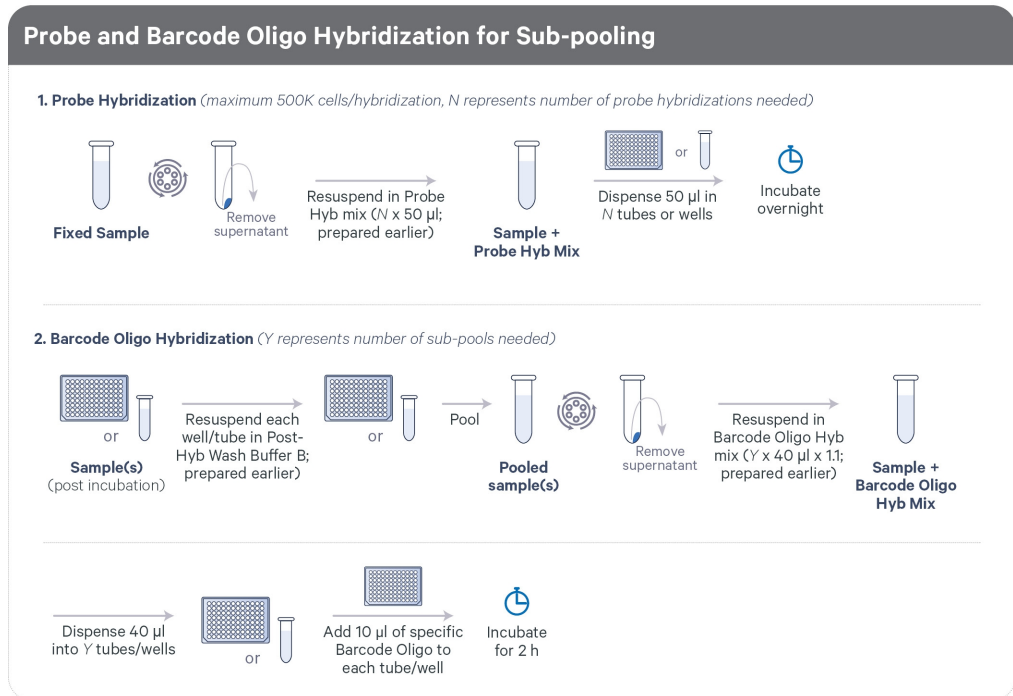 Probe and Barcode Oligo Hybridization for Sub-pooling
1. Probe Hybridization (maximum 500K cells/hybridization, N represents number of probe hybridizations needed)
Fixed Sample
Remove
supernatant
Resuspend in Probe
Hyb mix (N x 50 µl;
prepared earlier)
Sample +
Probe Hyb Mix
or
Dispense 50 µl in
N tubes or wells
Incubate
overnight
2. Barcode Oligo Hybridization (Y represents number of sub-pools needed)
or
Sample(s)
(post incubation)
Resuspend each
well/tube in Post-
Hyb Wash Buffer B;
prepared earlier)
or
Pool
Pooled
sample(s)
Remove
supernatant
Resuspend in
Barcode Oligo Hyb
mix (Y x 40 µl x 1.1;
prepared earlier)
Sample +
Barcode Oligo
Hyb Mix
Dispense 40 µl
into Y tubes/wells
or
Add 10 µl of specific
Barcode Oligo to
each tube/well
Incubate
for 2 h